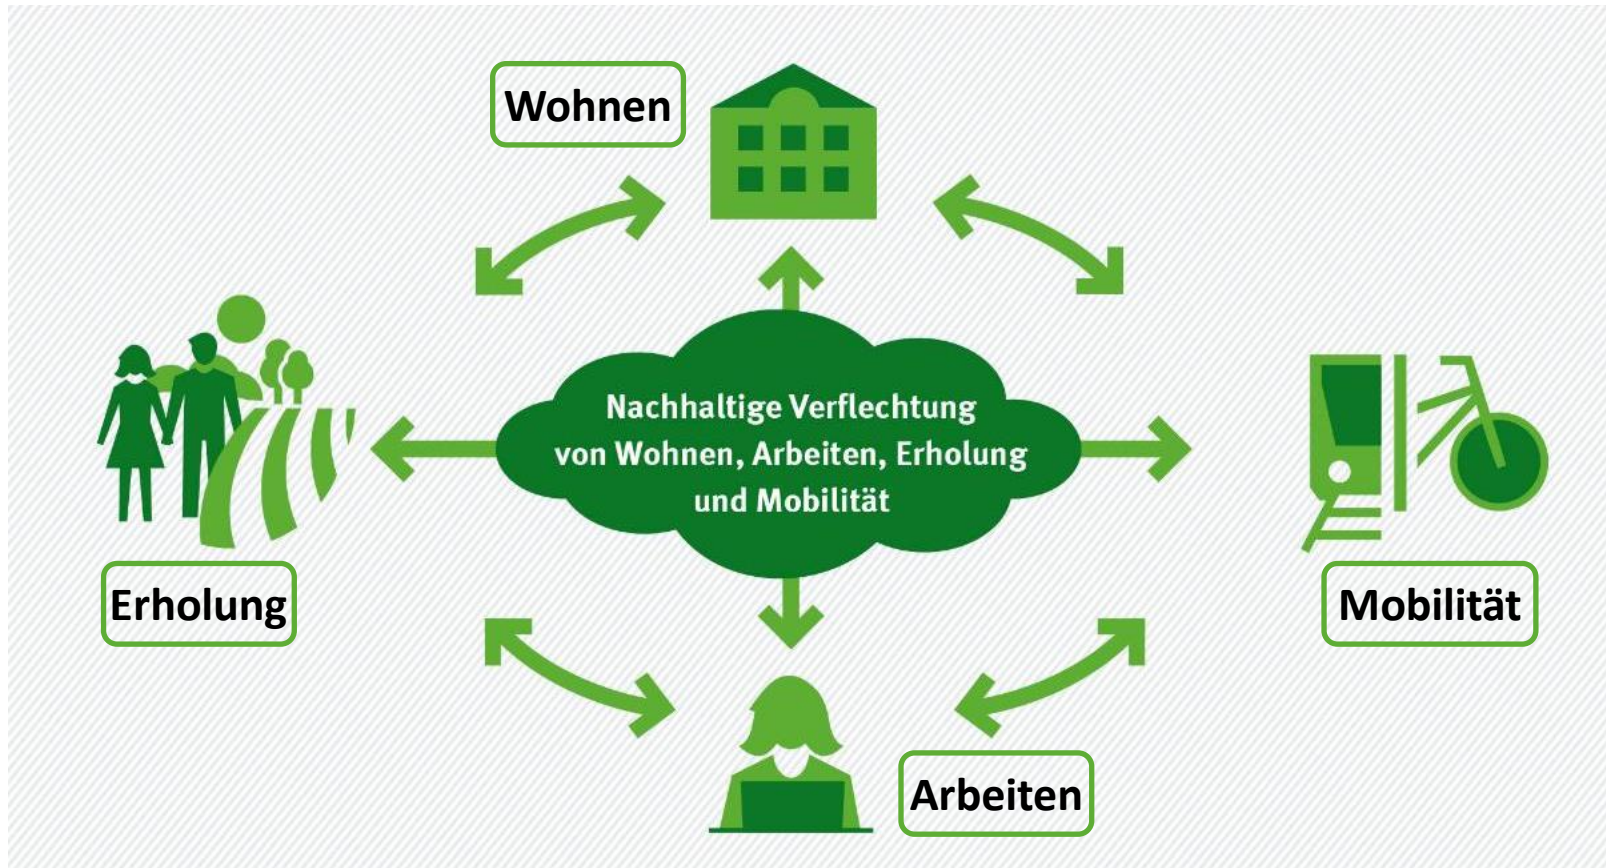 Wohnen
Nachhaltige Verflechtung
von Wohnen, Arbeiten, Erholung
und Mobilität
Erholung
Mobilität
Arbeiten